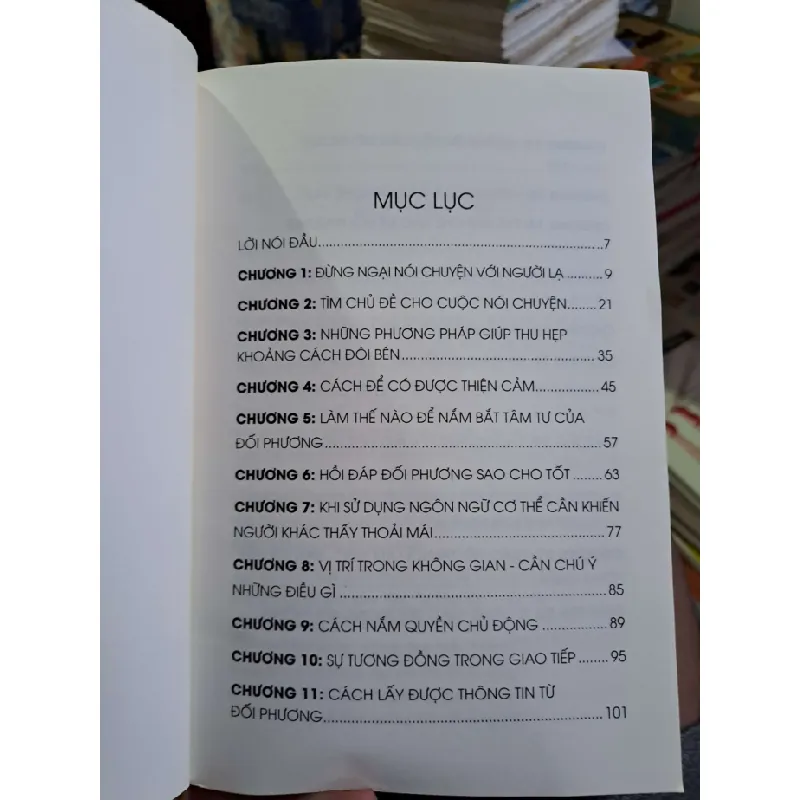 MỤC LỤC
LỜI NÓI ĐẦU..........7
CHƯƠNG 1: ĐỪNG NGẠI NÓI CHUYỆN VỚI NGƯỜI LẠ..........9
CHƯƠNG 2: TÌM CHỦ ĐỀ CHO CUỘC NÓI CHUYỆN..........21
CHƯƠNG 3: NHỮNG PHƯƠNG PHÁP GIÚP THU HẸP
KHOẢNG CÁCH ĐÔI BÊN..........35
CHƯƠNG 4: CÁCH ĐỂ CÓ ĐƯỢC THIỆN CẢM..........45
CHƯƠNG 5: LÀM THẾ NÀO ĐỂ NẮM BẮT TÂM TƯ CỦA
ĐỐI PHƯƠNG..........57
CHƯƠNG 6: HỒI ĐÁP ĐỐI PHƯƠNG SAO CHO TỐT..........63
CHƯƠNG 7: KHI SỬ DỤNG NGÔN NGỮ CƠ THỂ CẦN KHIẾN
NGƯỜI KHÁC THẤY THOẢI MÁI..........77
CHƯƠNG 8: VỊ TRÍ TRONG KHÔNG GIAN - CẦN CHÚ Ý
NHỮNG ĐIỀU GÌ..........85
CHƯƠNG 9: CÁCH NẮM QUYỀN CHỦ ĐỘNG..........89
CHƯƠNG 10: SỰ TƯƠNG ĐỒNG TRONG GIAO TIẾP..........95
CHƯƠNG 11: CÁCH LẤY ĐƯỢC THÔNG TIN TỪ
ĐỐI PHƯƠNG..........101